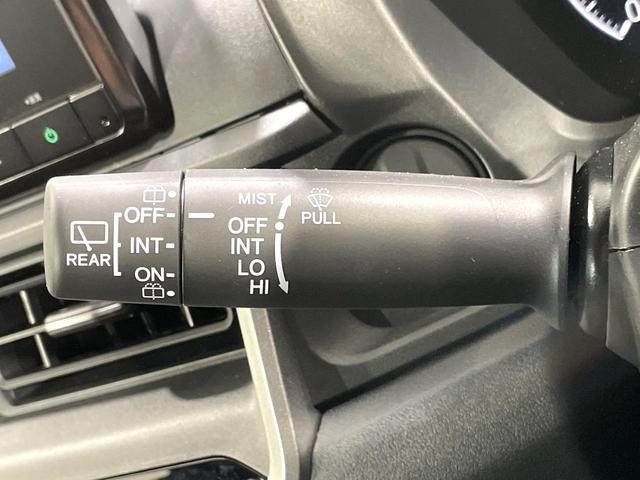 REAR
OFF
INT
ON
MIST
OFF
INT
LO
HI
PULL